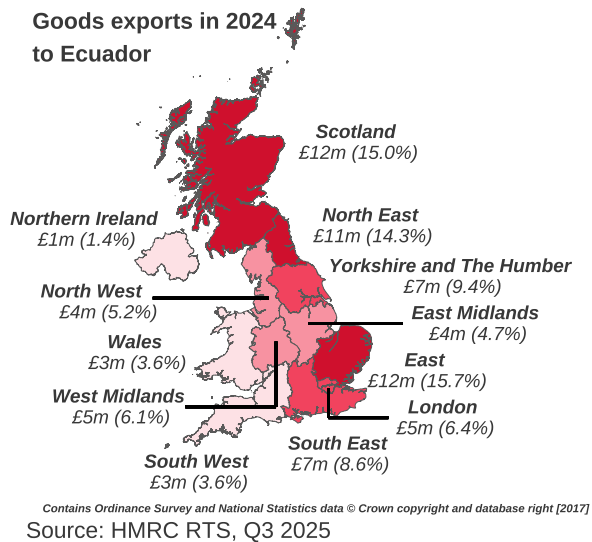 Goods exports in 2024
to Ecuador
Scotland
£12m (15.0%)
Northern Ireland
£1m (1.4%)
North East
£11m (14.3%)
Yorkshire and The Humber
£7m (9.4%)
North West
£4m (5.2%)
East Midlands
£4m (4.7%)
Wales
£3m (3.6%)
East
£12m (15.7%)
West Midlands
£5m (6.1%)
London
£5m (6.4%)
South East
£7m (8.6%)
South West
£3m (3.6%)
Contains Ordinance Survey and National Statistics data © Crown copyright and database right [2017]
Source: HMRC RTS, Q3 2025